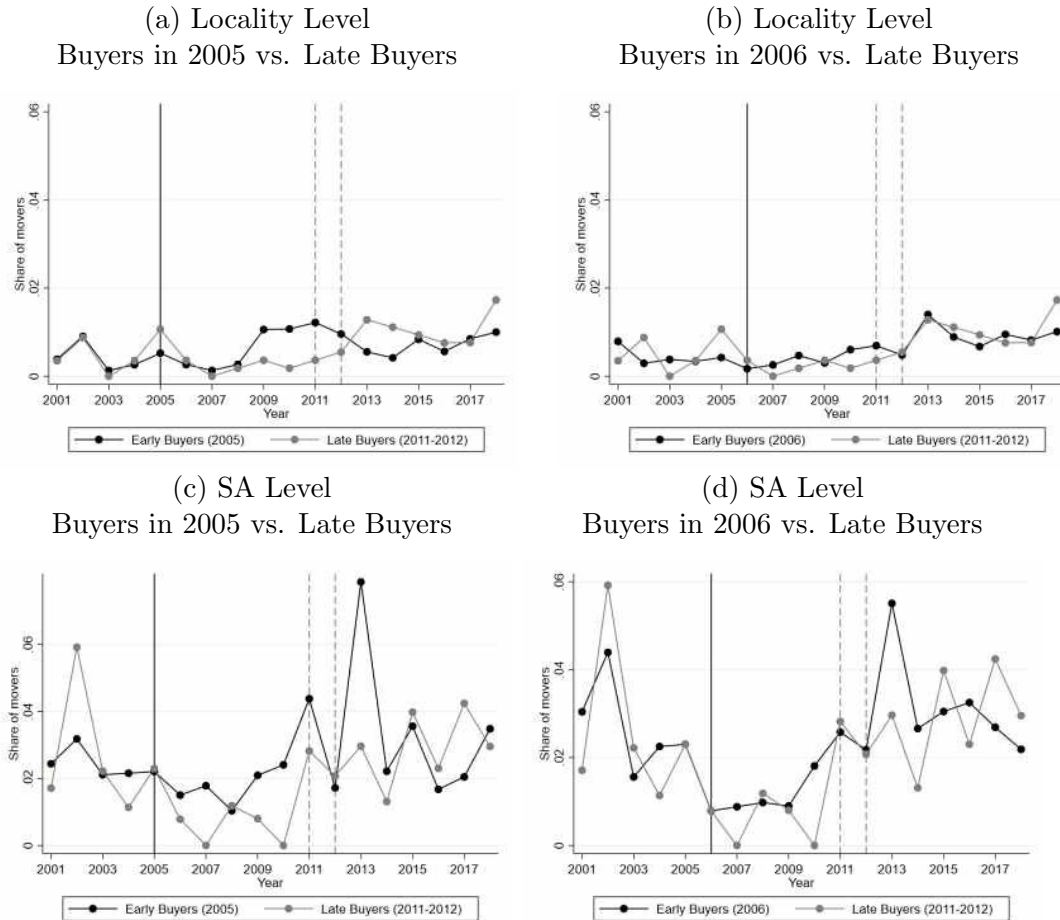 (a) Locality Level
Buyers in 2005 vs. Late Buyers
.06
.04
.02
0
Share of movers
2001 2003 2005 2007 2009 2011 2013 2015 2017
Year
Early Buyers (2005) Late Buyers (2011-2012)
(b) Locality Level
Buyers in 2006 vs. Late Buyers
.06
.04
.02
0
Share of movers
2001 2003 2005 2007 2009 2011 2013 2015 2017
Year
Early Buyers (2006) Late Buyers (2011-2012)
(c) SA Level
Buyers in 2005 vs. Late Buyers
.06
.04
.02
0
Share of movers
2001 2003 2005 2007 2009 2011 2013 2015 2017
Year
Early Buyers (2005) Late Buyers (2011-2012)
(d) SA Level
Buyers in 2006 vs. Late Buyers
.06
.04
.02
0
Share of movers
2001 2003 2005 2007 2009 2011 2013 2015 2017
Year
Early Buyers (2006) Late Buyers (2011-2012)